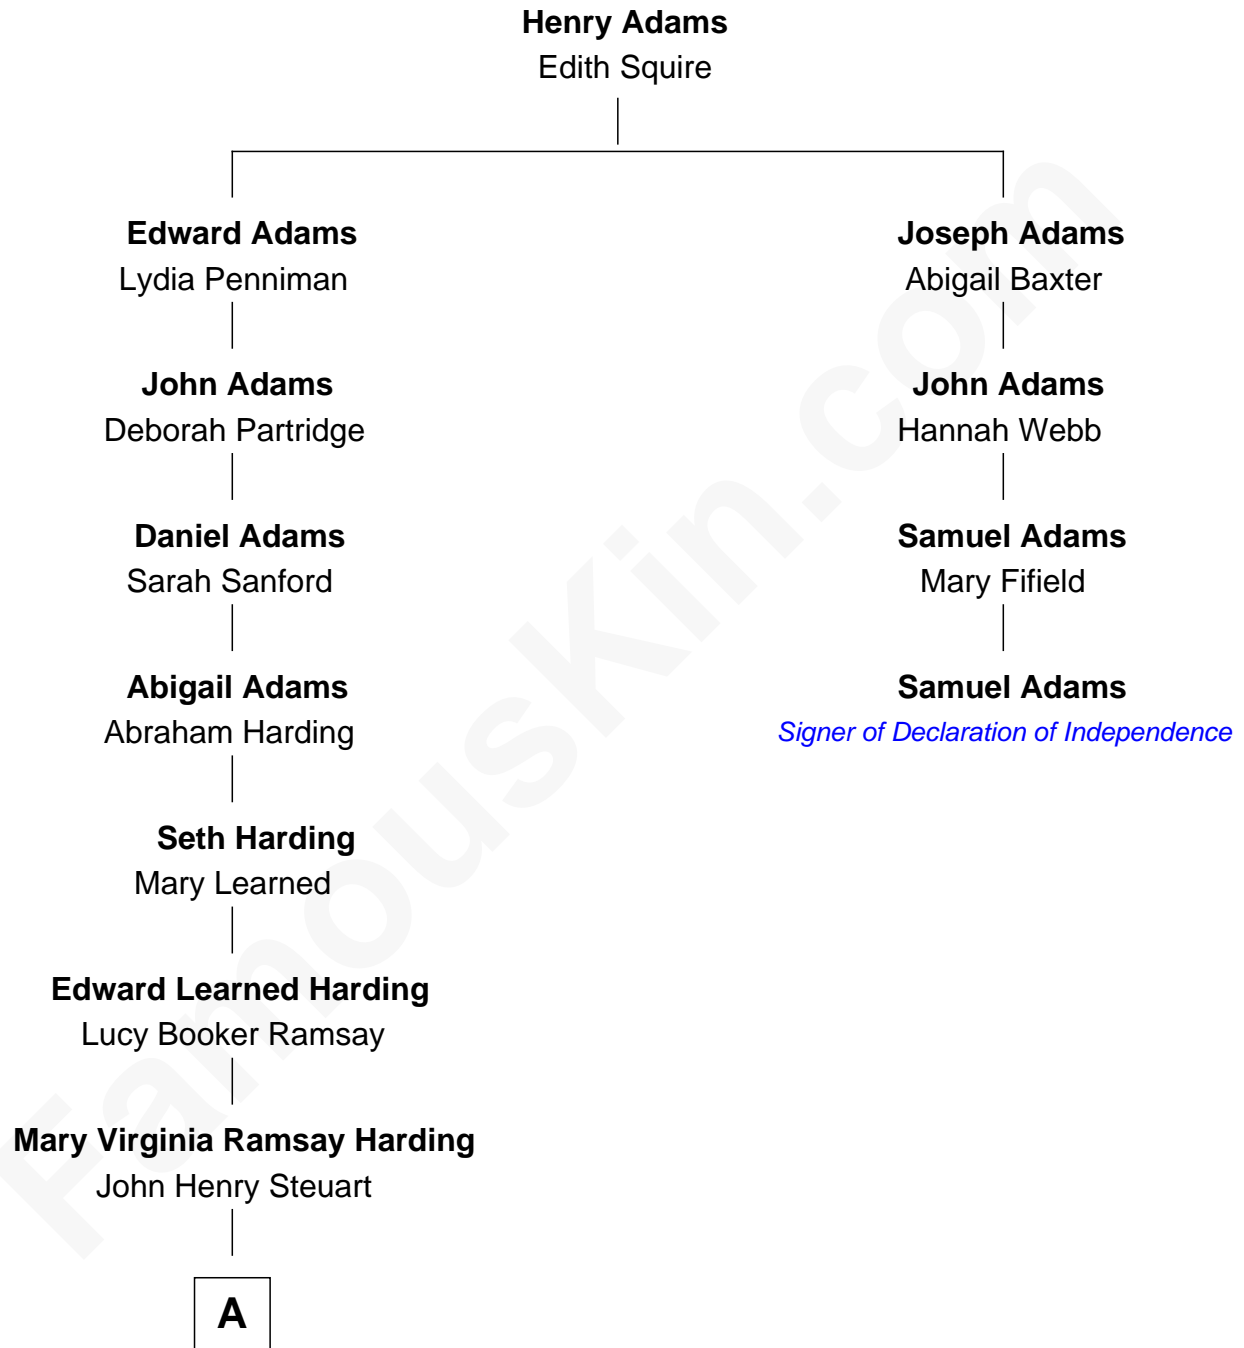 Henry Adams
Edith Squire
Edward Adams
Lydia Penniman
Joseph Adams
Abigail Baxter
John Adams
Deborah Partridge
John Adams
Hannah Webb
Daniel Adams
Sarah Sanford
Samuel Adams
Mary Fifield
Abigail Adams
Abraham Harding
Samuel Adams
Signer of Declaration of Independence
Seth Harding
Mary Learned
Edward Learned Harding
Lucy Booker Ramsay
Mary Virginia Ramsay Harding
John Henry Steuart
A
FamousKin.com